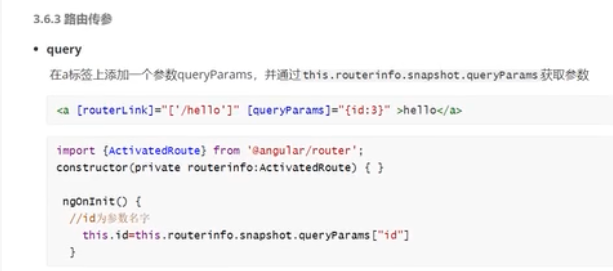 3.6.3 路由传参
• query
在a标签上添加一个参数queryParams，并通过this.routerinfo.snapshot.queryParams获取参数
<a [routerLink]="['/hello']" [queryParams]="{id:3}" >hello</a>
import {ActivatedRoute} from '@angular/router';
constructor(private routerinfo:ActivatedRoute) { }
ngOnInit() {
//id为参数名字
this.id=this.routerinfo.snapshot.queryParams["id"]
}